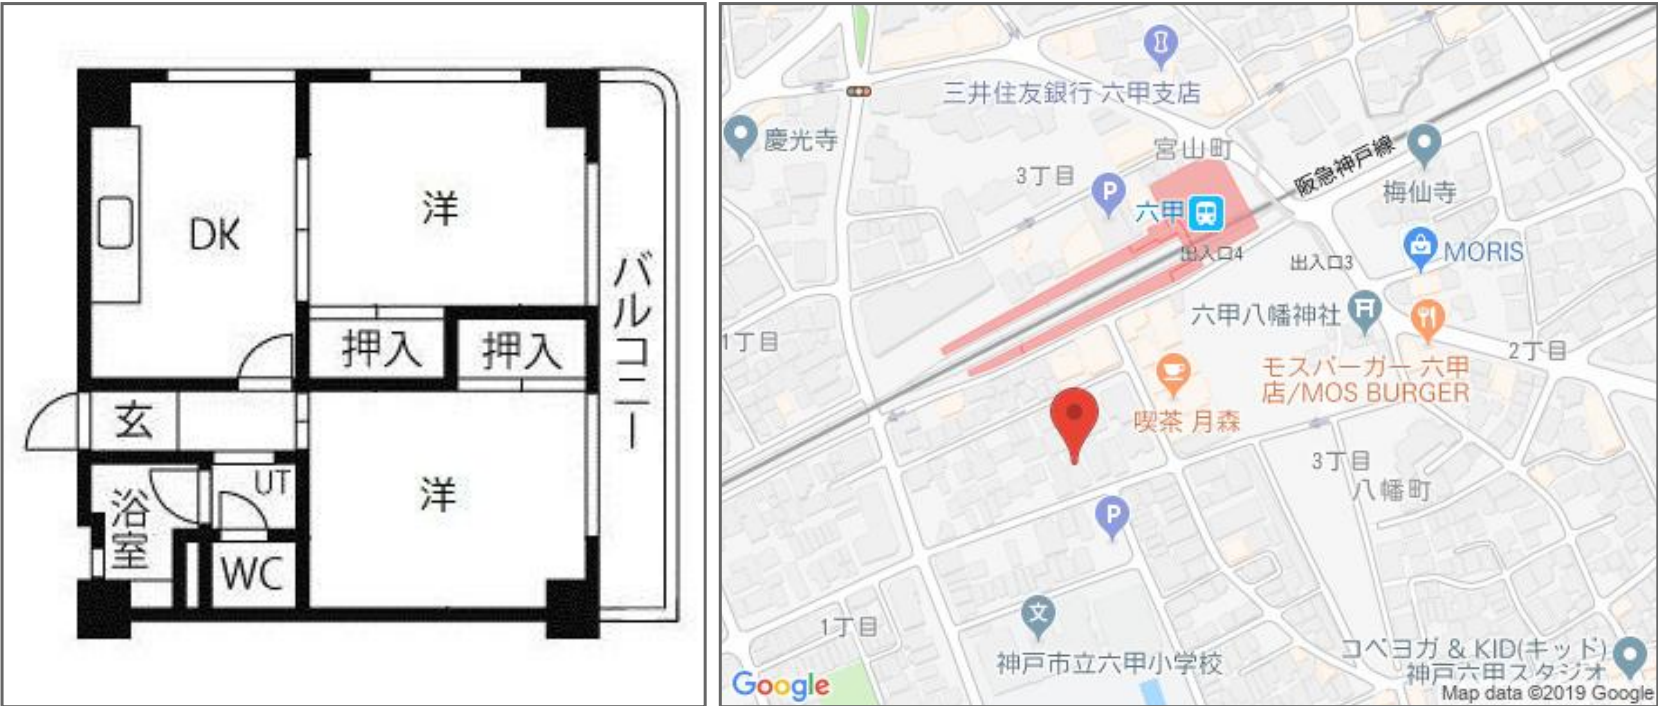 DK
洋
押入
押入
バルコニー
玄
洋
浴室
UT
WC
三井住友銀行 六甲支店
慶光寺
宮山町
阪急神戸線
3丁目
P
六甲
梅仙寺
出入口4
出入口3
MORIS
六甲八幡神社
1丁目
2丁目
モスバーガー 六甲
店/MOS BURGER
喫茶 月森
3丁目
八幡町
P
文
1丁目
神戸市立六甲小学校
コペヨガ & KID(キッド)
神戸六甲スタジオ
Google
Map data ©2019 Google